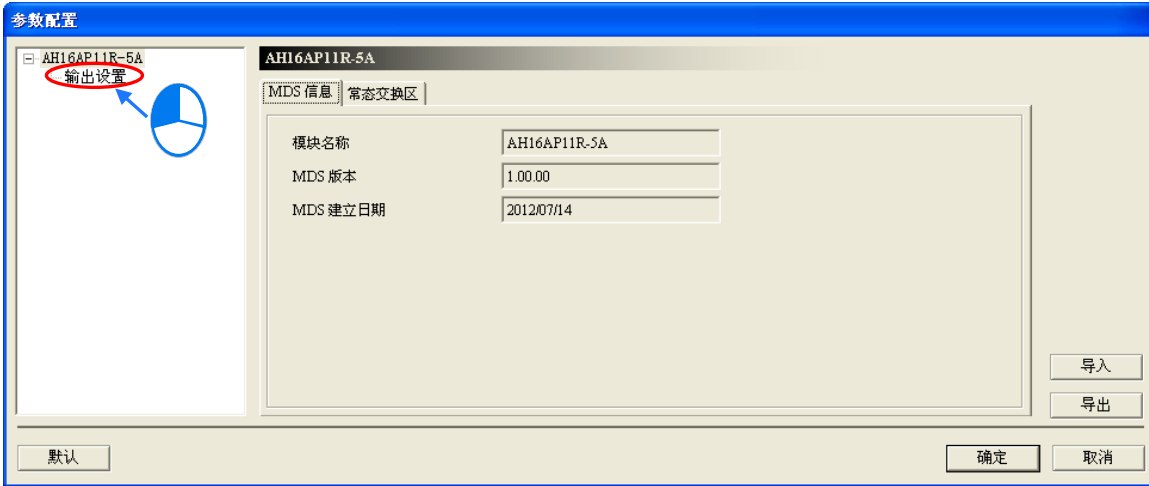 参数配置
AH16AP11R-5A
输出设置
AH16AP11R-5A
MDS 信息 常态交换区
模块名称 AH16AP11R-5A
MDS 版本 1.00.00
MDS 建立日期 2012/07/14
导入
导出
默认 确定 取消